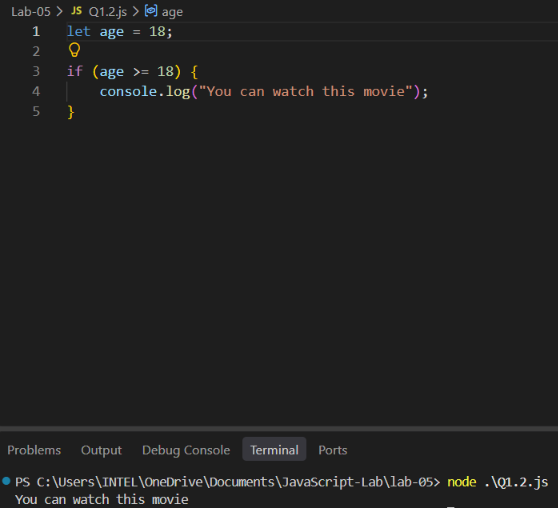 Lab-05 > JS Q1.2.js > age
1 let age = 18;
2
3 if (age >= 18) {
4     console.log("You can watch this movie");
5 }
Problems Output Debug Console Terminal Ports
PS C:\Users\INTEL\OneDrive\Documents\JavaScript-Lab\lab-05> node .\Q1.2.js
You can watch this movie